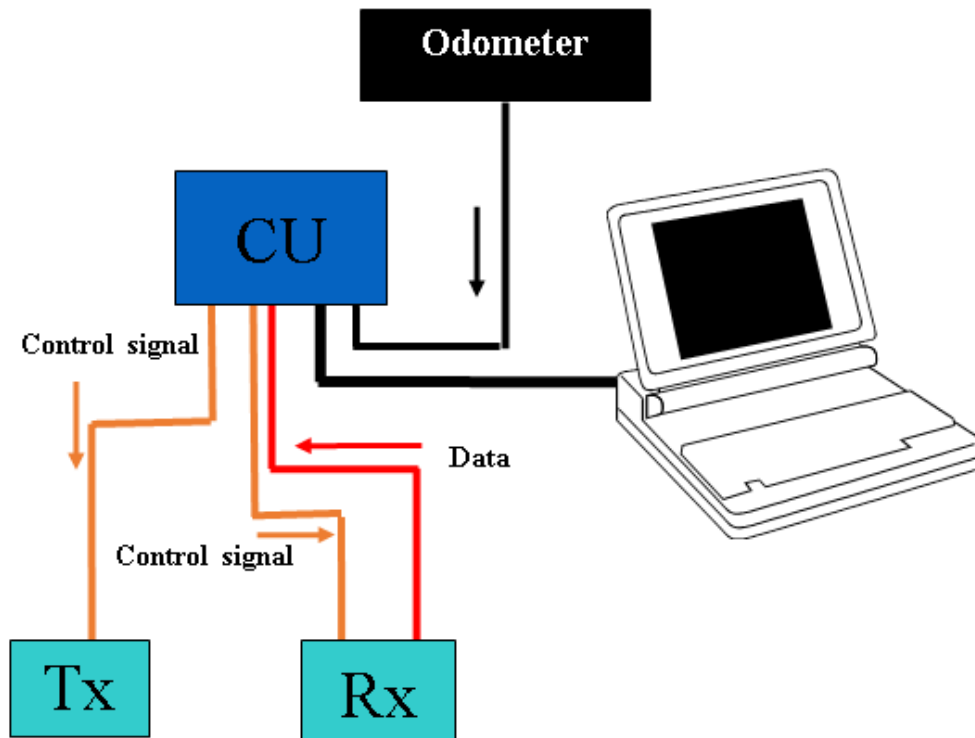 Odometer
CU
Control signal
Data
Control signal
Tx
Rx